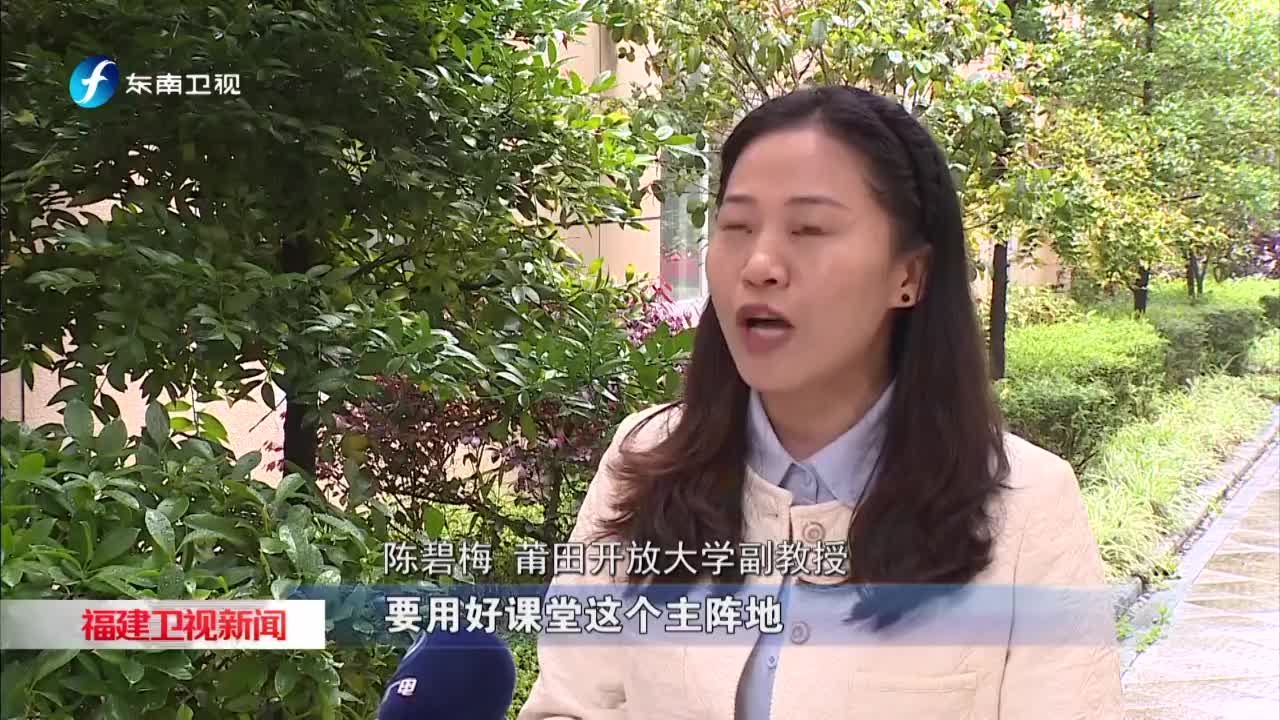 东南卫视
陈碧梅 莆田开放大学副教授
福建卫视新闻
要用好课堂这个主阵地
电